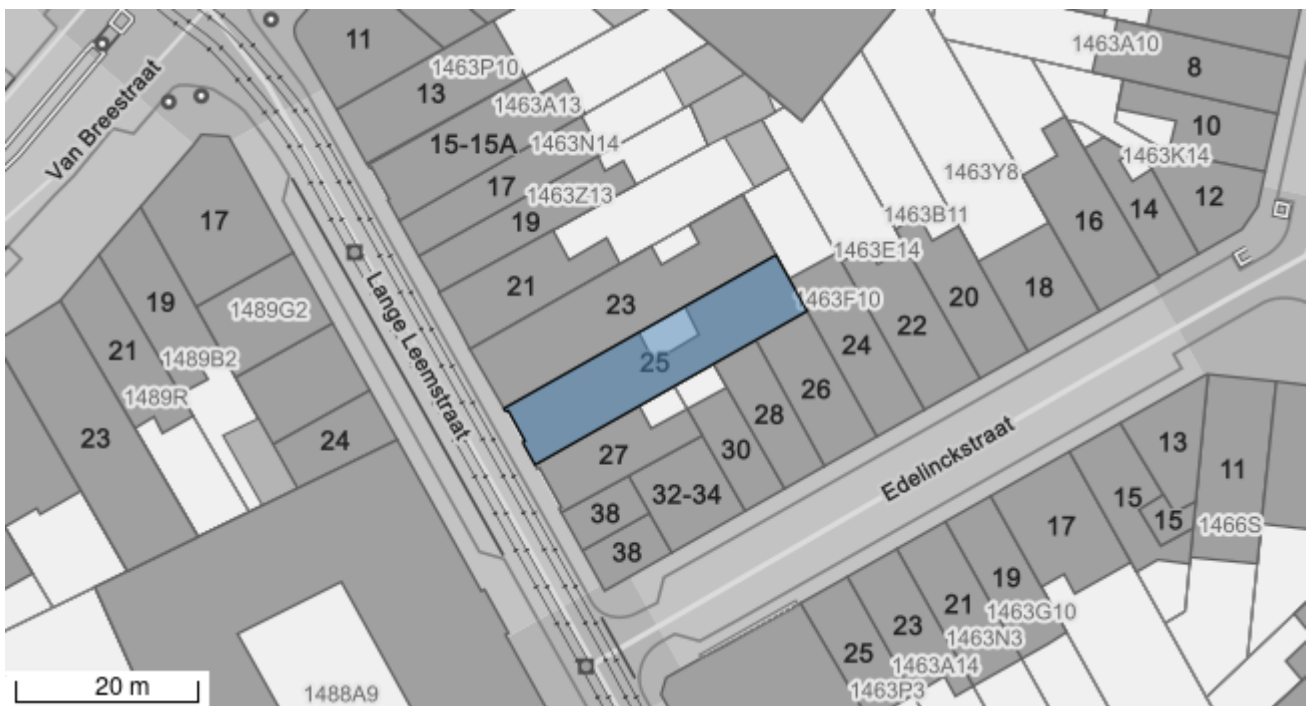 11
1463P10
1463A10
8
13
1463A13
15-15A
1463N14
10
1463K14
Van Breestraat
17
1463Z13
1463Y8
12
14
16
17
19
1463B11
1463E14
21
23
18
20
1463F10
22
24
19
1489G2
Lange Leemstraat
21
1489B2
1489R
25
26
28
23
24
27
30
32-34
38
38
Edelinckstraat
13
11
15
15
1466S
17
19
1463G10
21
1463N3
23
1463A14
25
1463P3
20 m
1488A9